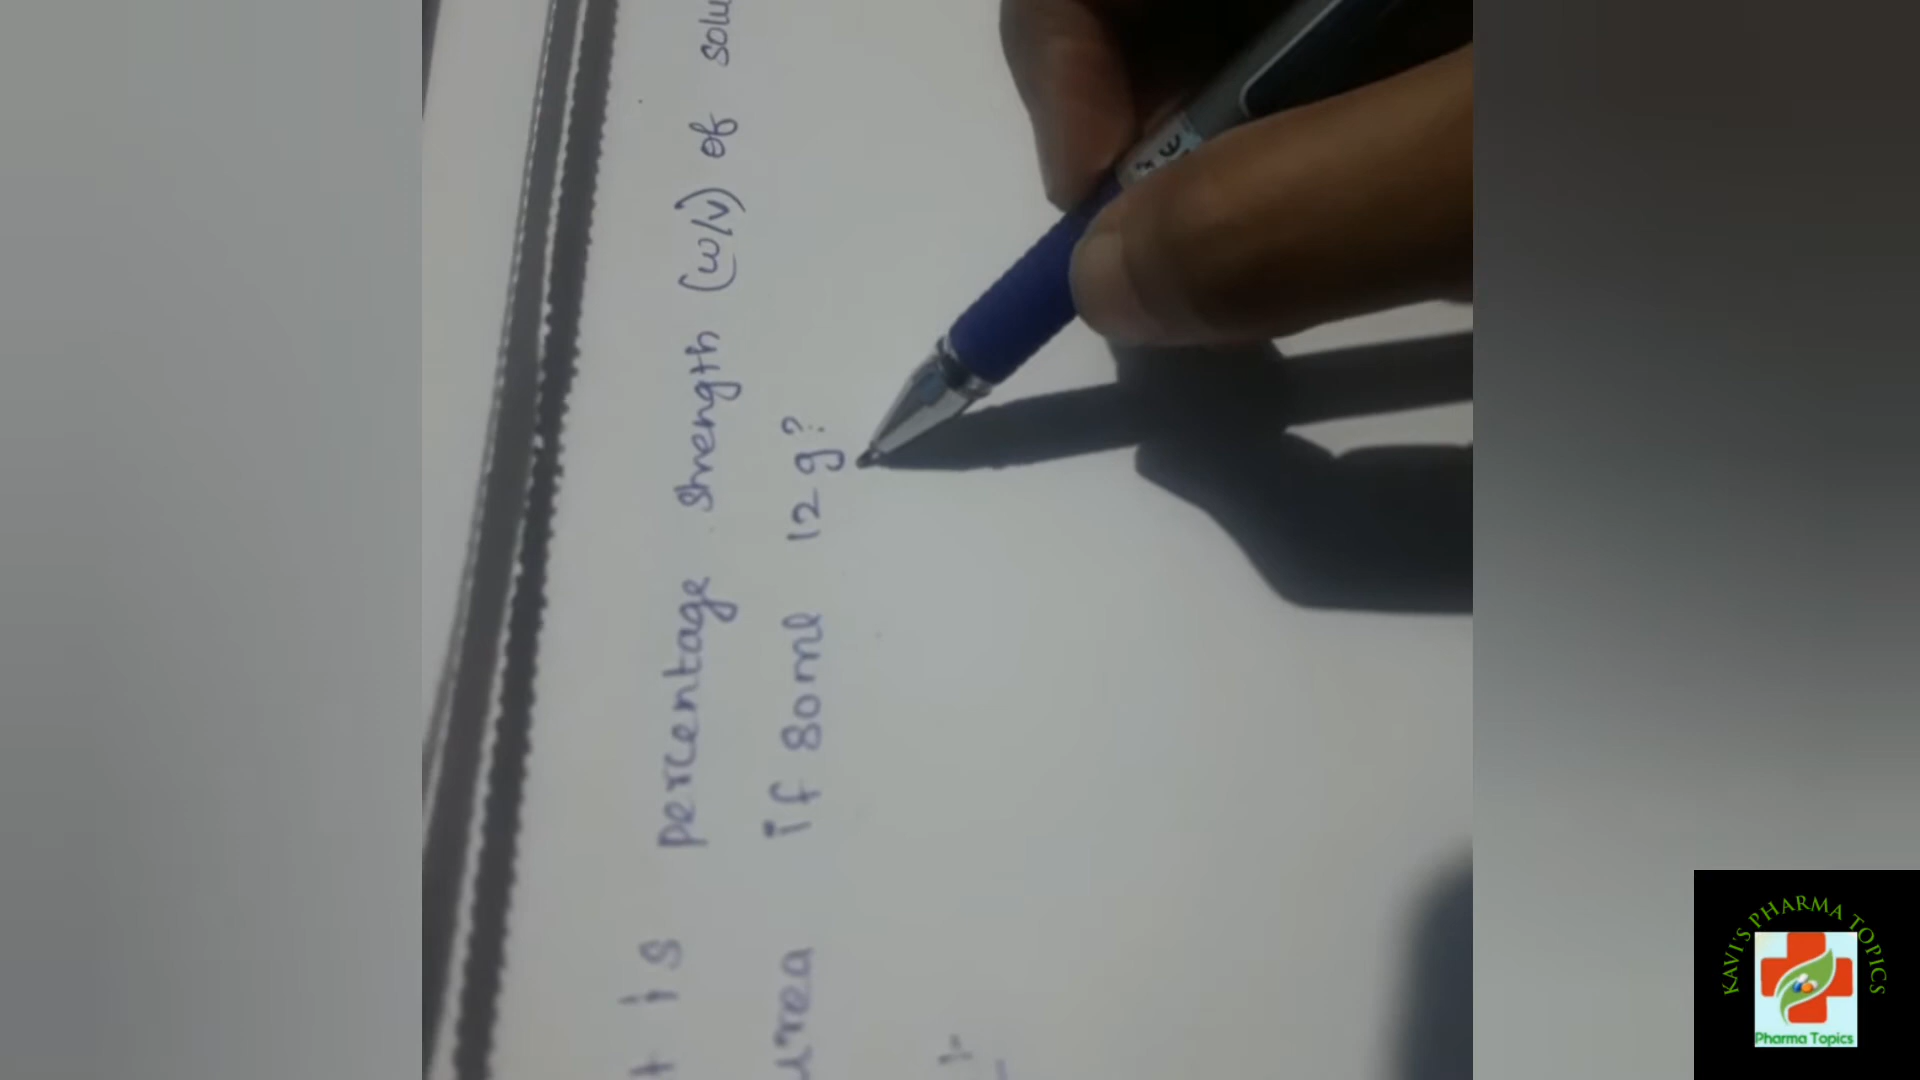 t is percentage strength (w/v) of solu
urea if 80ml 12g?
:-
KAVI'S PHARMA TOPICS
Pharma Topics